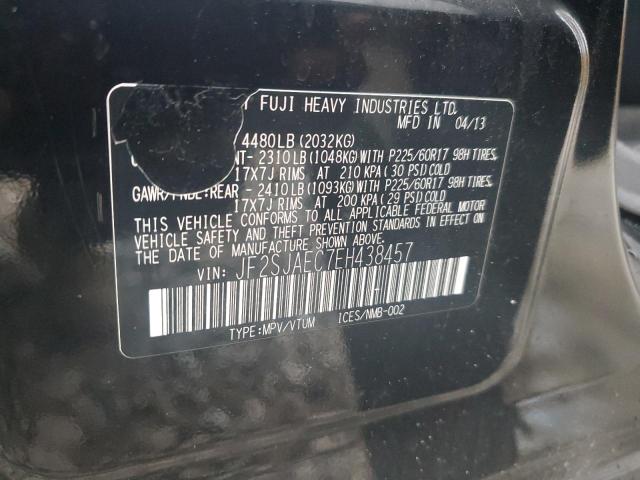 Y FUJI HEAVY INDUSTRIES LTD.
MFD IN 04/13
4480LB(2032KG)
NT- 2310LB(1048KG)WITH P225/60R17 98H TIRES,
17X7J RIMS AT 210 KPA(30 PSI)COLD
GAWR/PNBE:REAR - 2410LB(1093KG)WITH P225/60R17 98H TIRES,
17X7J RIMS AT 200 KPA(29 PSI)COLD
THIS VEHICLE CONFORMS TO ALL APPLICABLE FEDERAL MOTOR
VEHICLE SAFETY AND THEFT PREVENTION STANDARDS IN EFFECT ON
THE DATE OF MANUFACTURE SHOWN ABOVE.
VIN: JF2SJAEC7EH438457
TYPE:MPV/VTUM ICES/NMB-002